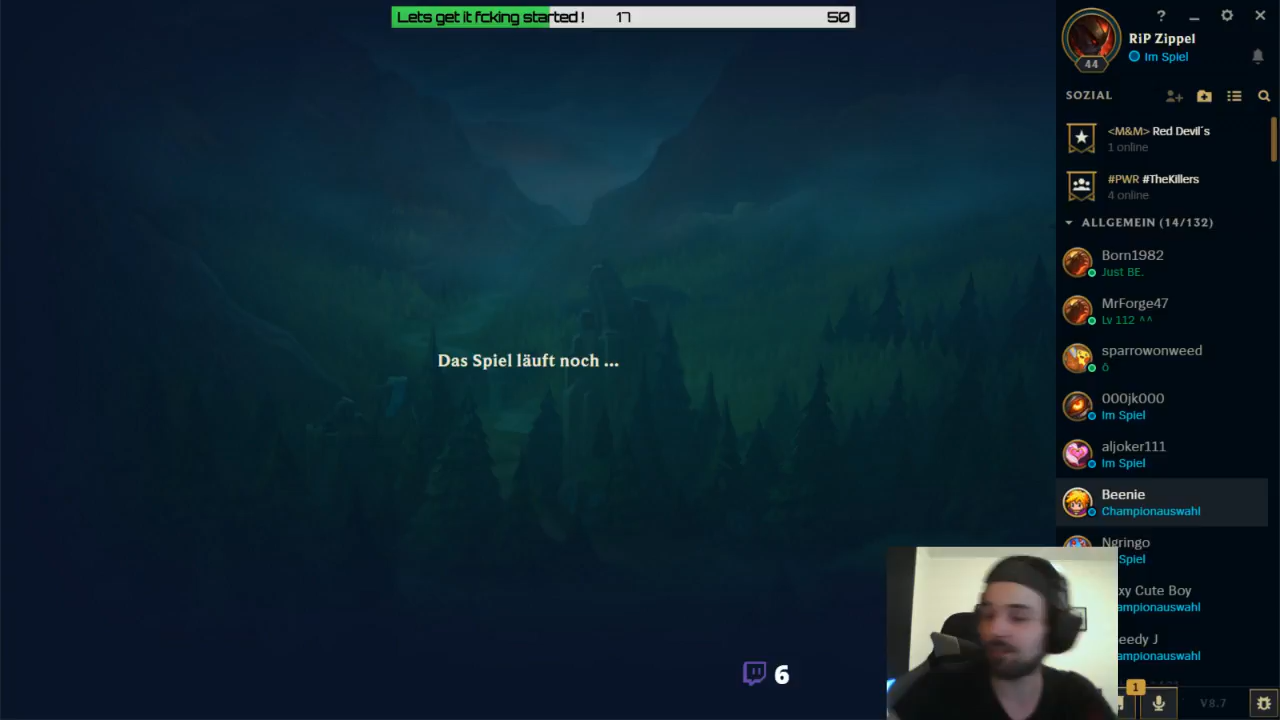 Lets get it fcking started ! 17 50
RiP Zippel
44
Im Spiel
SOZIAL
<M&M> Red Devil´s
1 online
#PWR #TheKillers
4 online
ALLGEMEIN (14/132)
Born1982
Just BE.
MrForge47
Lv 112 ^^
sparrowonweed
ô
Das Spiel läuft noch ...
000jk000
Im Spiel
aljoker111
Im Spiel
Beenie
Championauswahl
Ngringo
Spiel
xy Cute Boy
ampionauswahl
eedy J
ampionauswahl
6
1
V8.7